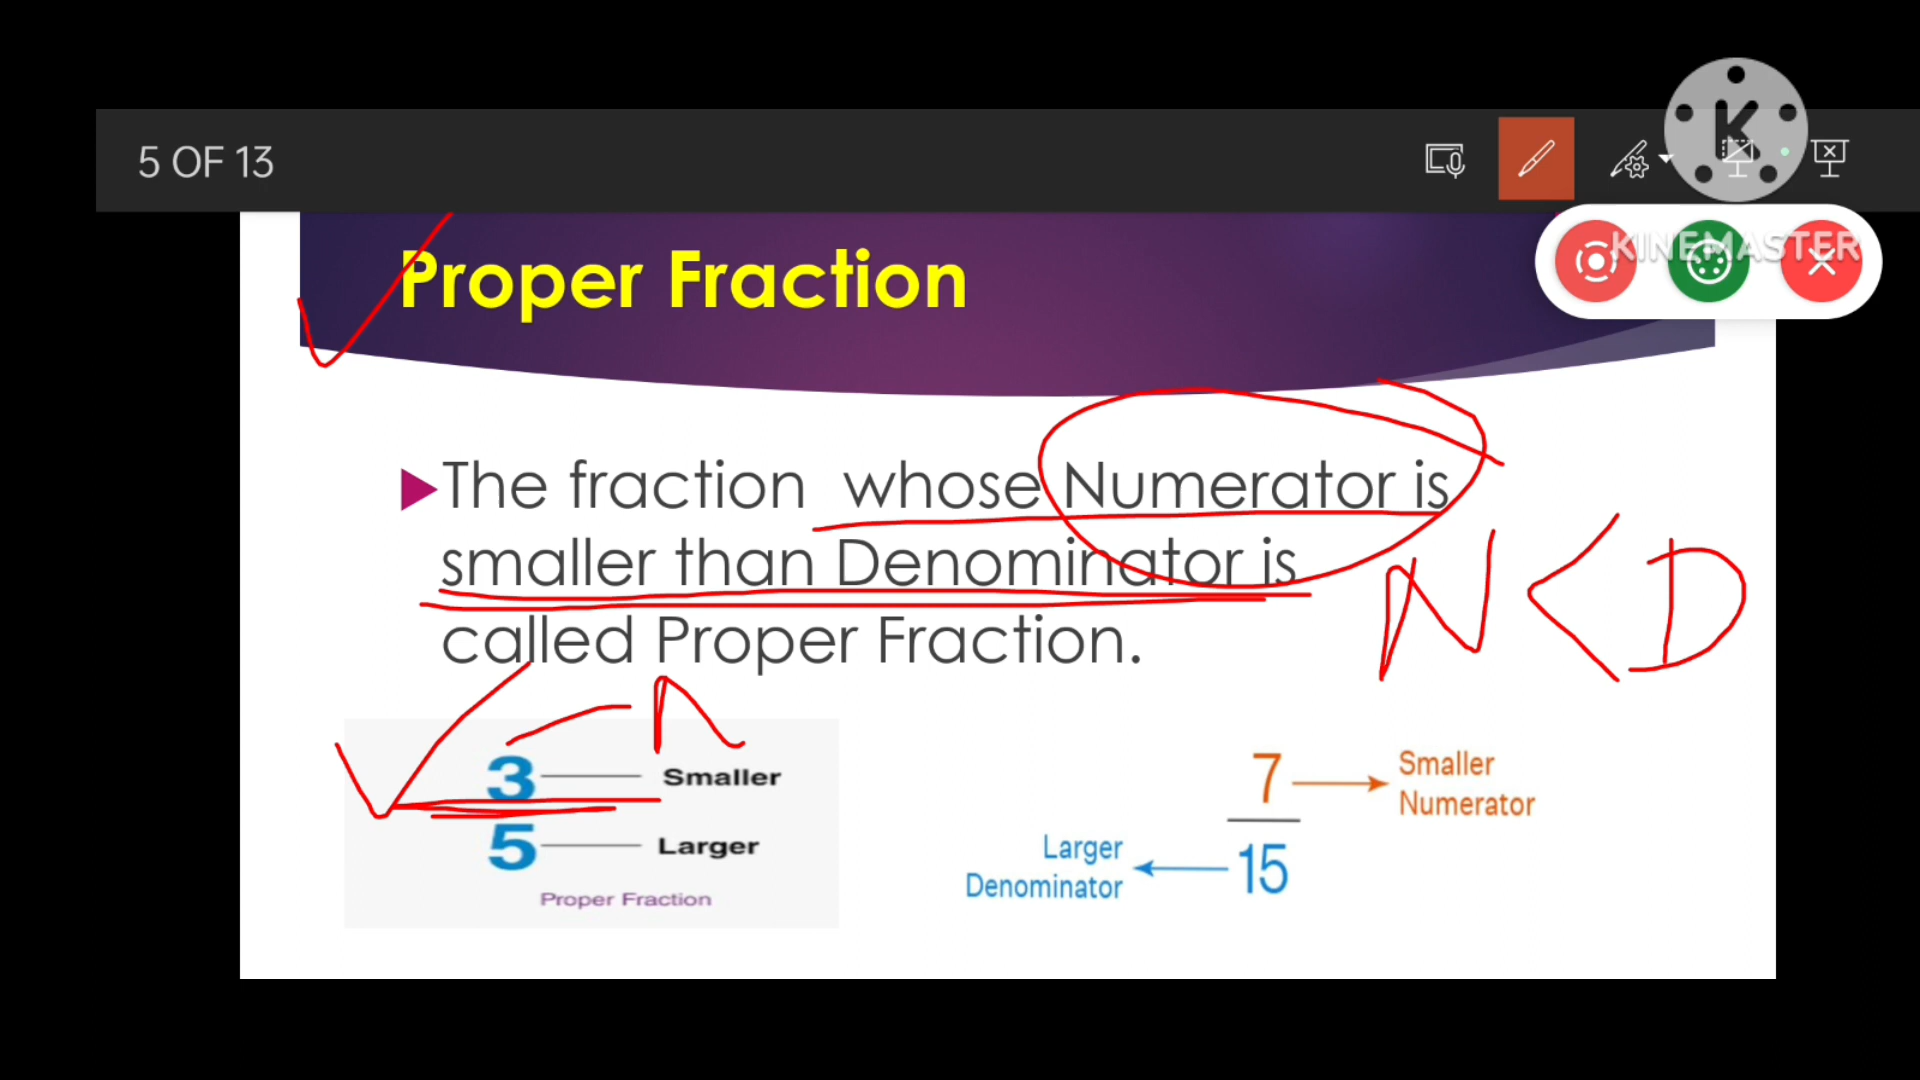 5 OF 13
K
KINEMASTER
Proper Fraction
The fraction whose Numerator is
smaller than Denominator is
called Proper Fraction.
N < D
n
3 Smaller
5 Larger
Proper Fraction
7 Smaller
Numerator
Larger
Denominator
15